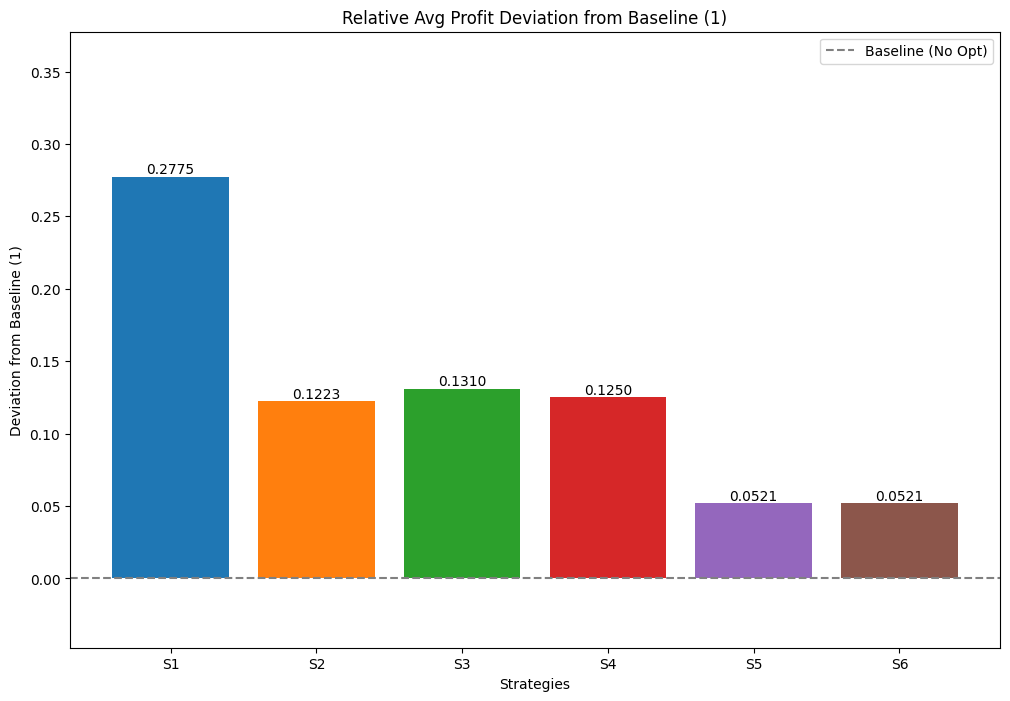 Relative Avg Profit Deviation from Baseline (1)
Baseline (No Opt)
Deviation from Baseline (1)
0.35
0.30
0.25
0.20
0.15
0.10
0.05
0.00
0.2775
0.1223
0.1310
0.1250
0.0521
0.0521
S1 S2 S3 S4 S5 S6
Strategies